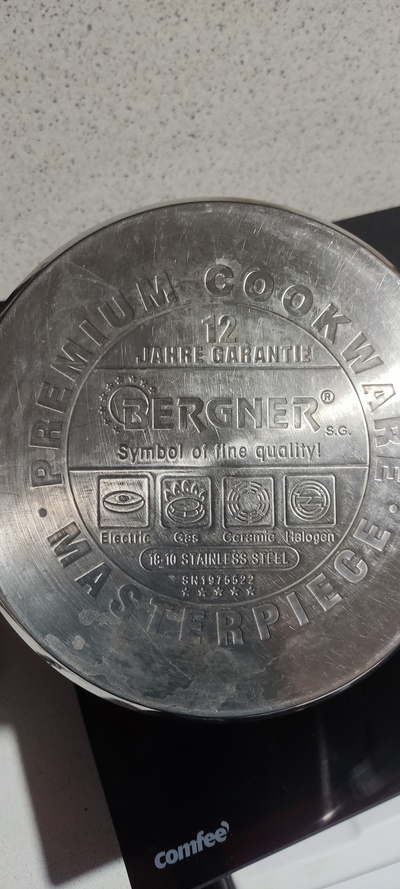 PREMIUM COOKWARE
12
JAHRE GARANTIE
BERGNER®
S.G.
Symbol of fine quality!
Electric Gas Ceramic Halogen
18-10 STAINLESS STEEL
SN1975522
MASTERPIECE
comfee'